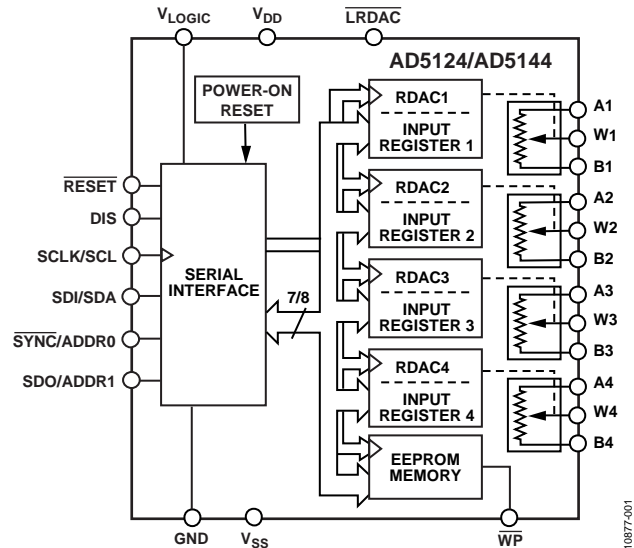 VLOGIC
VDD
LRDAC
AD5124/AD5144
POWER-ON
RESET
RDAC1
INPUT
REGISTER 1
A1
W1
B1
RESET
DIS
SCLK/SCL
SDI/SDA
SYNC/ADDR0
SDO/ADDR1
SERIAL
INTERFACE
7/8
RDAC2
INPUT
REGISTER 2
A2
W2
B2
RDAC3
INPUT
REGISTER 3
A3
W3
B3
RDAC4
INPUT
REGISTER 4
A4
W4
B4
EEPROM
MEMORY
GND
VSS
WP
10877-001